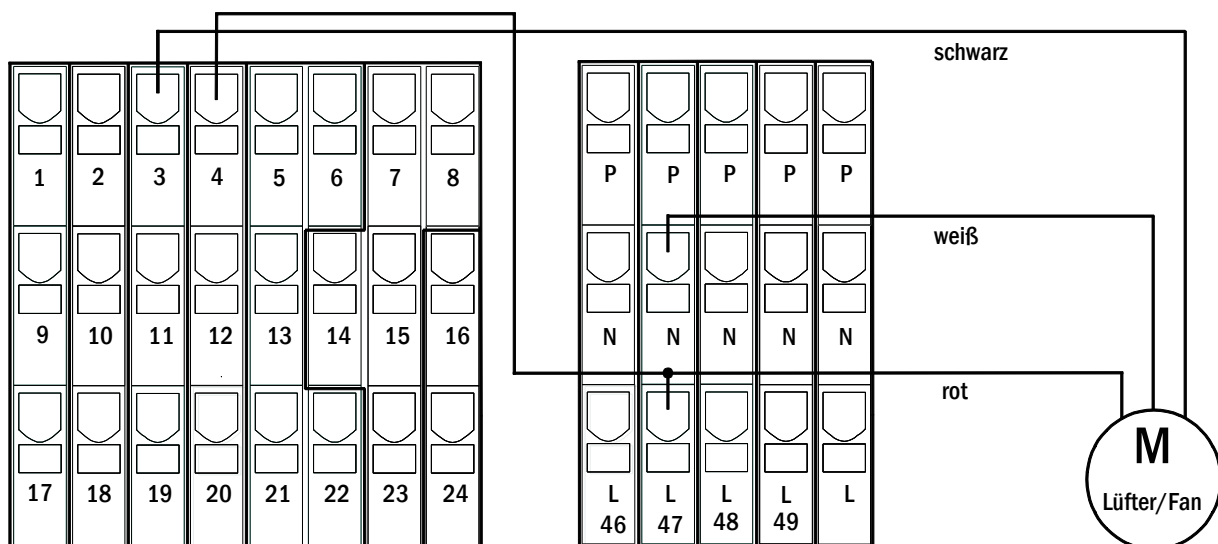 schwarz
1 2 3 4 5 6 7 8
P P P P P
weiß
9 10 11 12 13 14 15 16
N N N N N
rot
M
Lüfter/Fan
17 18 19 20 21 22 23 24
L L L L L
46 47 48 49